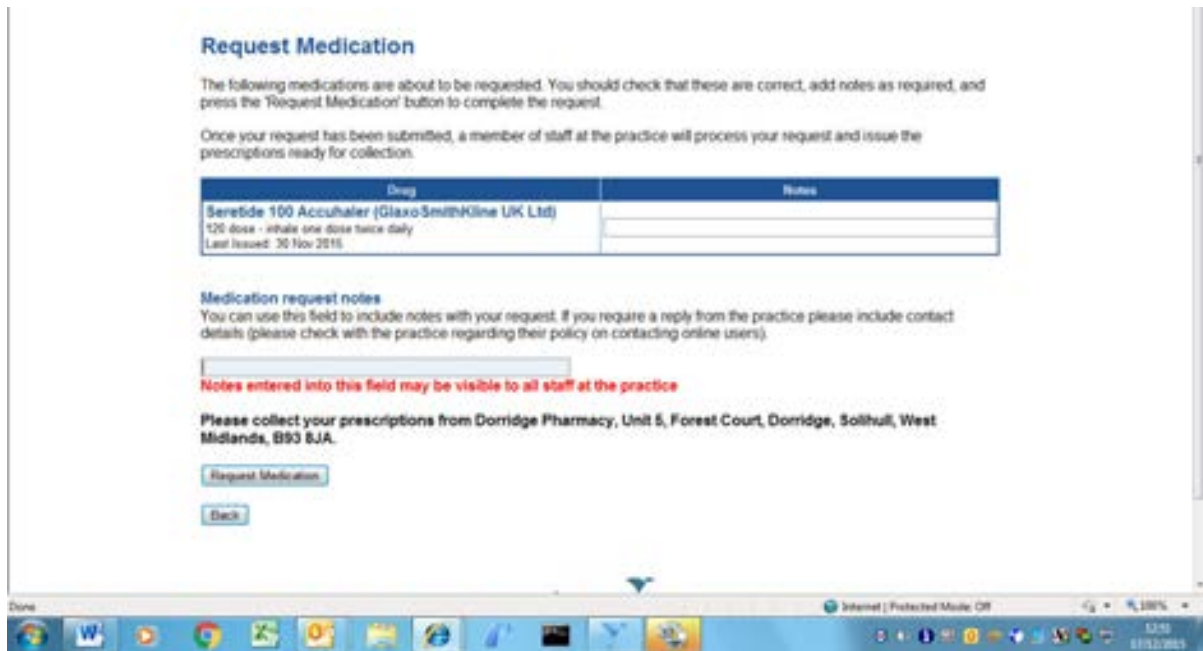 Request Medication
The following medications are about to be requested. You should check that these are correct, add notes as required, and
press the 'Request Medication' button to complete the request.
Once your request has been submitted, a member of staff at the practice will process your request and issue the
prescriptions ready for collection.
Drug Notes
Seretide 100 Accuhaler (GlaxoSmithKline UK Ltd)
120 dose - inhale one dose twice daily
Last Issued: 30 Nov 2015
Medication request notes
You can use this field to include notes with your request. If you require a reply from the practice please include contact
details (please check with the practice regarding their policy on contacting online users).
Notes entered into this field may be visible to all staff at the practice
Please collect your prescriptions from Dorridge Pharmacy, Unit 5, Forest Court, Dorridge, Solihull, West
Midlands, B93 8JA.
Request Medication
Back
Done Internet | Protected Mode: Off 100%
12:51
17/12/2015